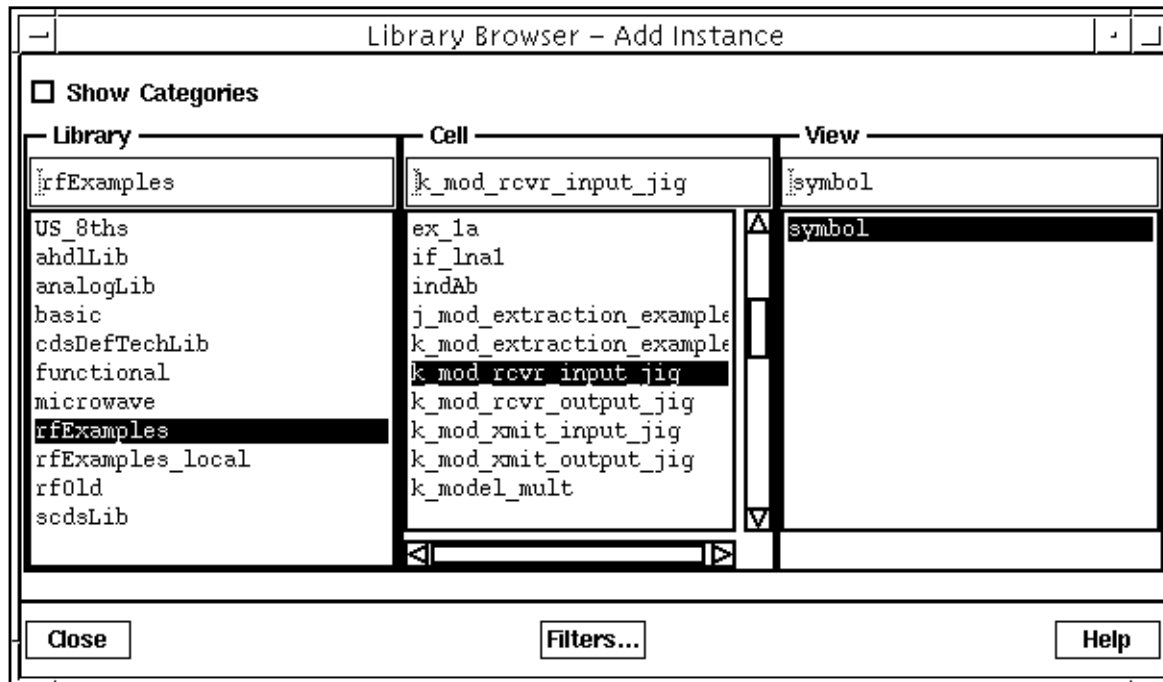 Library Browser – Add Instance
Show Categories
Library
rfExamples
US_8ths
ahdlLib
analogLib
basic
cdsDefTechLib
functional
microwave
rfExamples
rfExamples_local
rfOld
scdsLib
Cell
k_mod_rcvr_input_jig
ex_1a
if_lna1
indAb
j_mod_extraction_example
k_mod_extraction_example
k_mod_rcvr_input_jig
k_mod_rcvr_output_jig
k_mod_xmit_input_jig
k_mod_xmit_output_jig
k_model_mult
View
symbol
symbol
Close
Filters...
Help